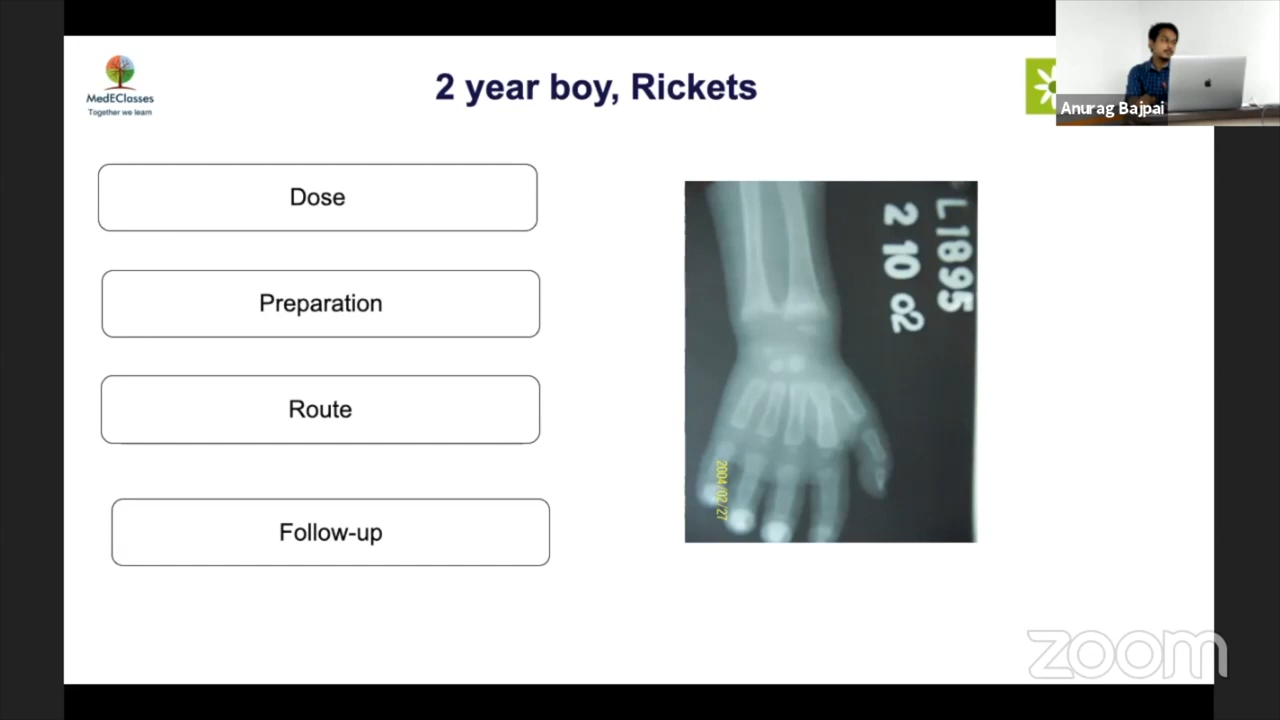 MedEClasses
Together we learn
2 year boy, Rickets
Anurag Bajpai
Dose
Preparation
Route
Follow-up
L1895
2 10 02
2004/02/27
zoom